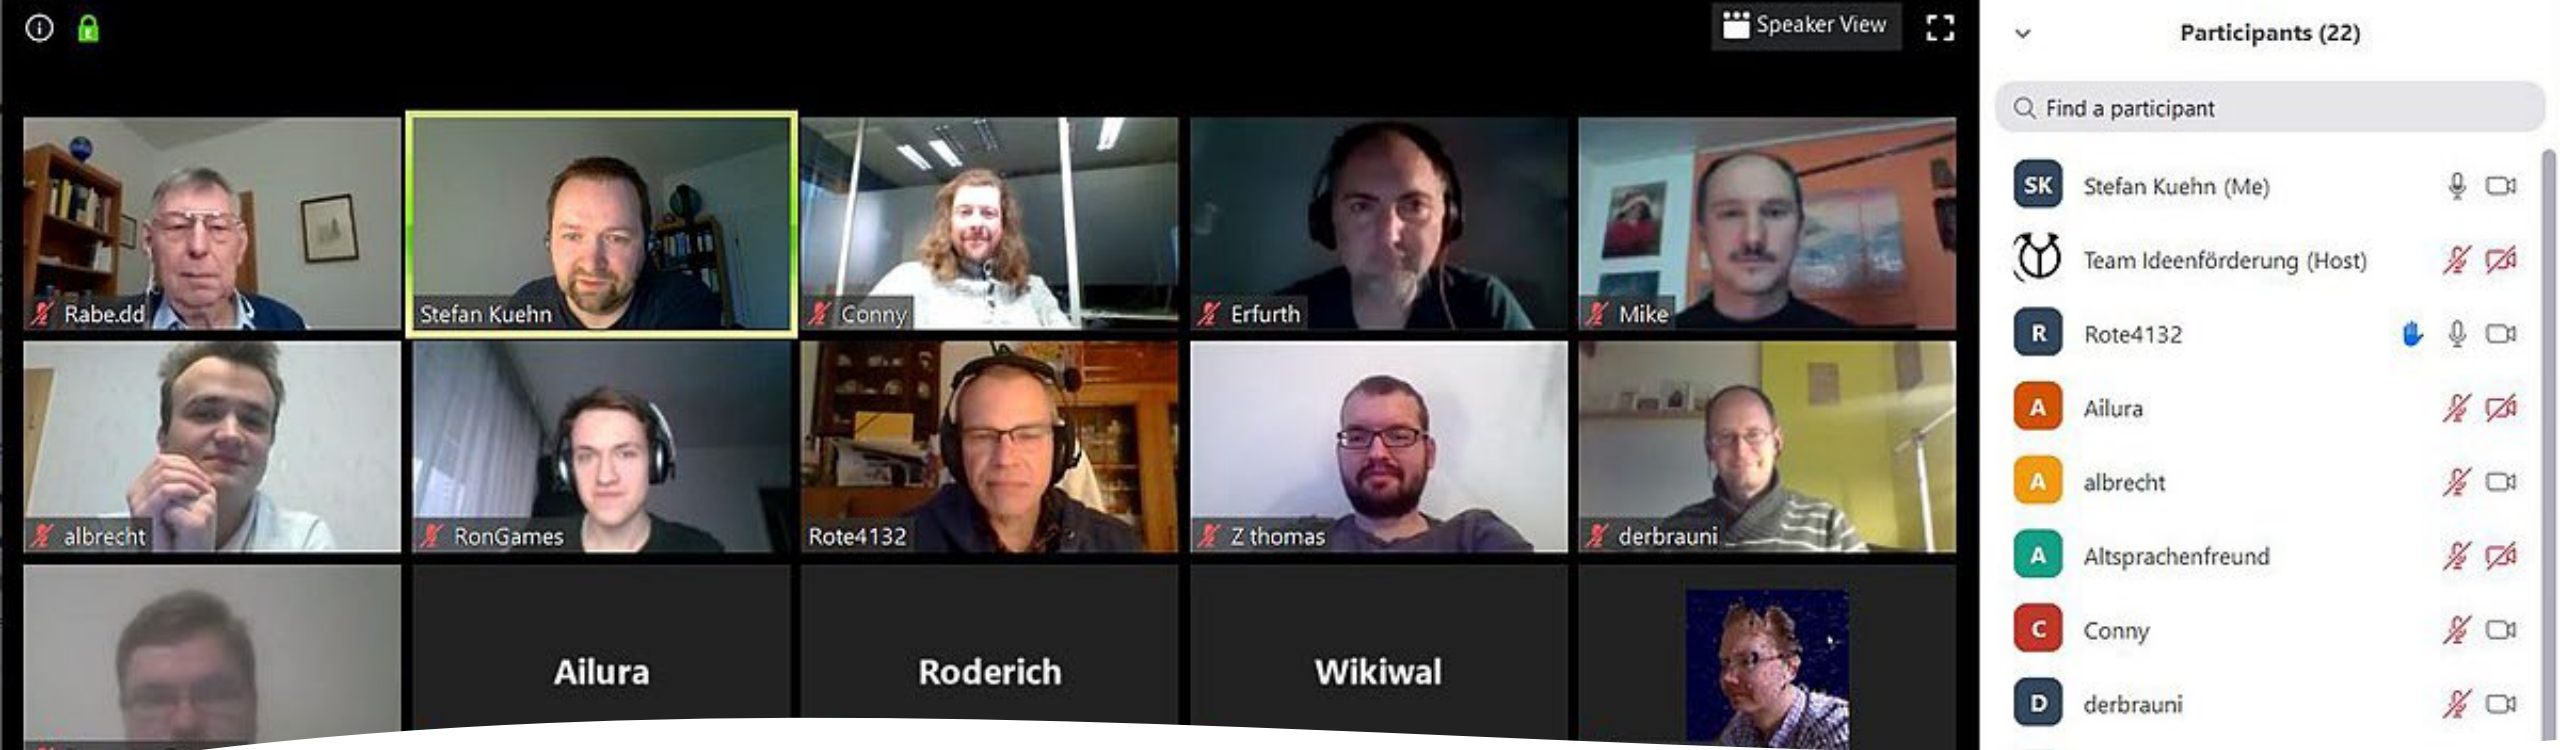 Speaker View
Rabe.dd
Stefan Kuehn
Conny
Erfurth
Mike
albrecht
RonGames
Rote4132
Z thomas
derbrauni
Ailura
Roderich
Wikiwal
Participants (22)
Find a participant
SK Stefan Kuehn (Me)
Team Ideenförderung (Host)
R Rote4132
A Ailura
A albrecht
A Altsprachenfreund
C Conny
D derbrauni